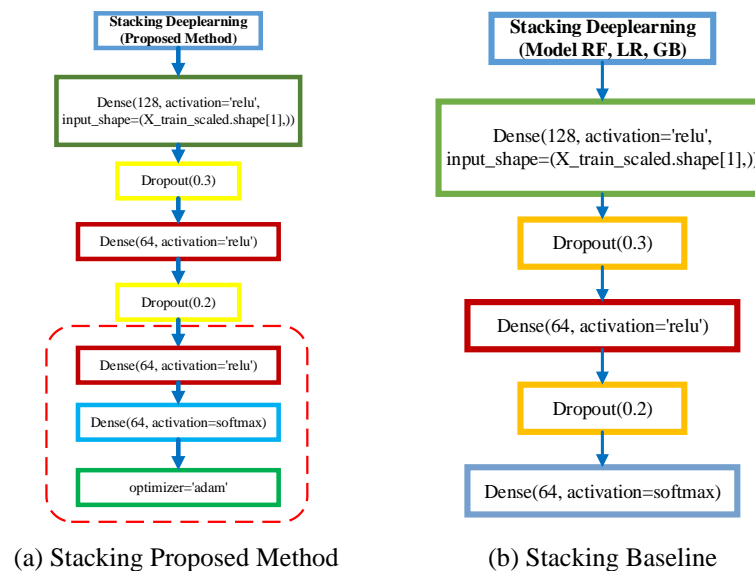 Stacking Deeplearning
(Proposed Method)
Dense(128, activation='relu',
input_shape=(X_train_scaled.shape[1],))
Dropout(0.3)
Dense(64, activation='relu')
Dropout(0.2)
Dense(64, activation='relu')
Dense(64, activation=softmax)
optimizer='adam'
(a) Stacking Proposed Method
Stacking Deeplearning
(Model RF, LR, GB)
Dense(128, activation='relu',
input_shape=(X_train_scaled.shape[1],))
Dropout(0.3)
Dense(64, activation='relu')
Dropout(0.2)
Dense(64, activation=softmax)
(b) Stacking Baseline